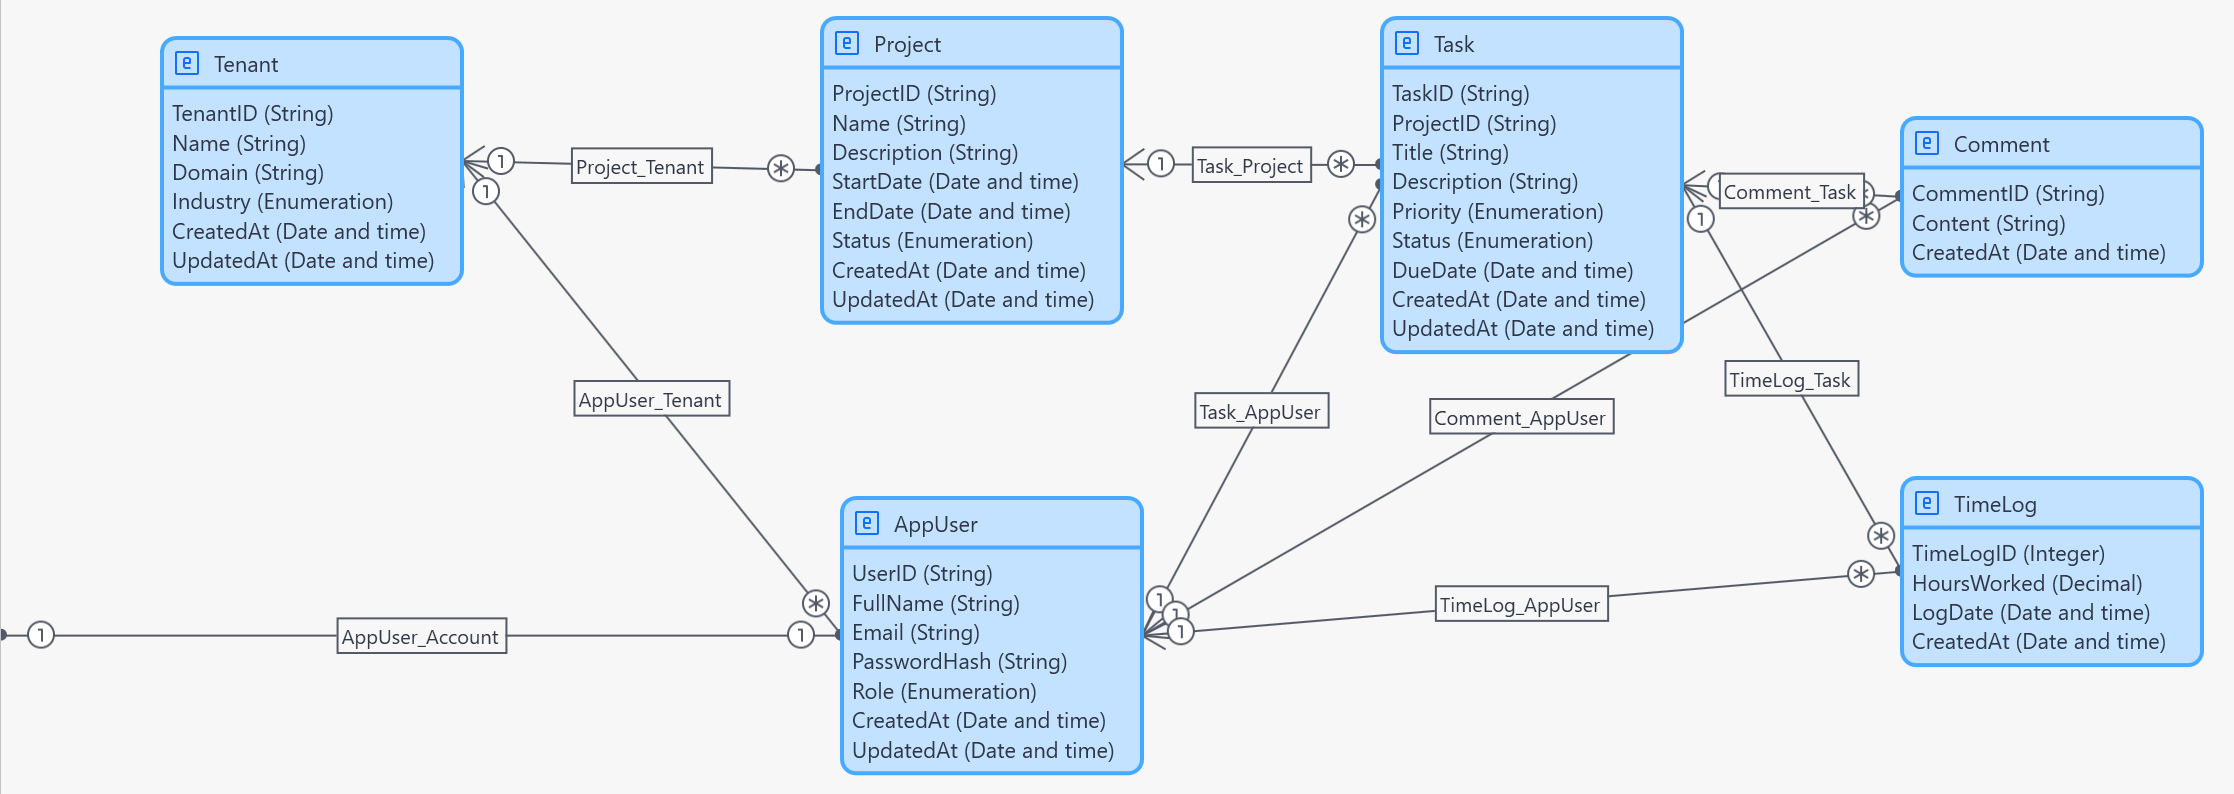 Tenant
TenantID (String)
Name (String)
Domain (String)
Industry (Enumeration)
CreatedAt (Date and time)
UpdatedAt (Date and time)
1
Project_Tenant
*
1
Project
ProjectID (String)
Name (String)
Description (String)
StartDate (Date and time)
EndDate (Date and time)
Status (Enumeration)
CreatedAt (Date and time)
UpdatedAt (Date and time)
1
Task_Project
*
Task
TaskID (String)
ProjectID (String)
Title (String)
Description (String)
Priority (Enumeration)
Status (Enumeration)
DueDate (Date and time)
CreatedAt (Date and time)
UpdatedAt (Date and time)
*
Comment_Task
*
1
Comment
CommentID (String)
Content (String)
CreatedAt (Date and time)
AppUser_Tenant
Task_AppUser
Comment_AppUser
TimeLog_Task
*
1
AppUser_Account
1
AppUser
UserID (String)
FullName (String)
Email (String)
PasswordHash (String)
Role (Enumeration)
CreatedAt (Date and time)
UpdatedAt (Date and time)
1
1
1
TimeLog_AppUser
*
*
TimeLog
TimeLogID (Integer)
HoursWorked (Decimal)
LogDate (Date and time)
CreatedAt (Date and time)